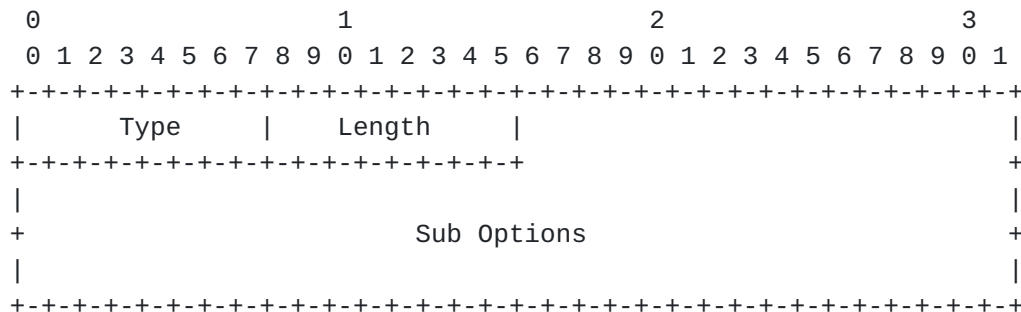 0                   1                   2                   3
 0 1 2 3 4 5 6 7 8 9 0 1 2 3 4 5 6 7 8 9 0 1 2 3 4 5 6 7 8 9 0 1
+-+-+-+-+-+-+-+-+-+-+-+-+-+-+-+-+-+-+-+-+-+-+-+-+-+-+-+-+-+-+-+-+
|      Type     |    Length     |                               |
+-+-+-+-+-+-+-+-+-+-+-+-+-+-+-+-+                               +
|                                                               |
+                         Sub Options                           +
|                                                               |
+-+-+-+-+-+-+-+-+-+-+-+-+-+-+-+-+-+-+-+-+-+-+-+-+-+-+-+-+-+-+-+-+